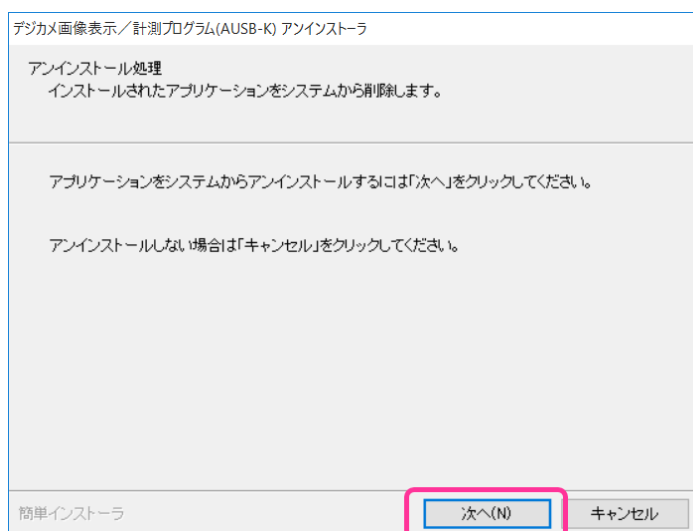 デジカメ画像表示／計測プログラム(AUSB-K) アンインストーラ
アンインストール処理
インストールされたアプリケーションをシステムから削除します。
アプリケーションをシステムからアンインストールするには「次へ」をクリックしてください。
アンインストールしない場合は「キャンセル」をクリックしてください。
簡単インストーラ
次へ(N)
キャンセル